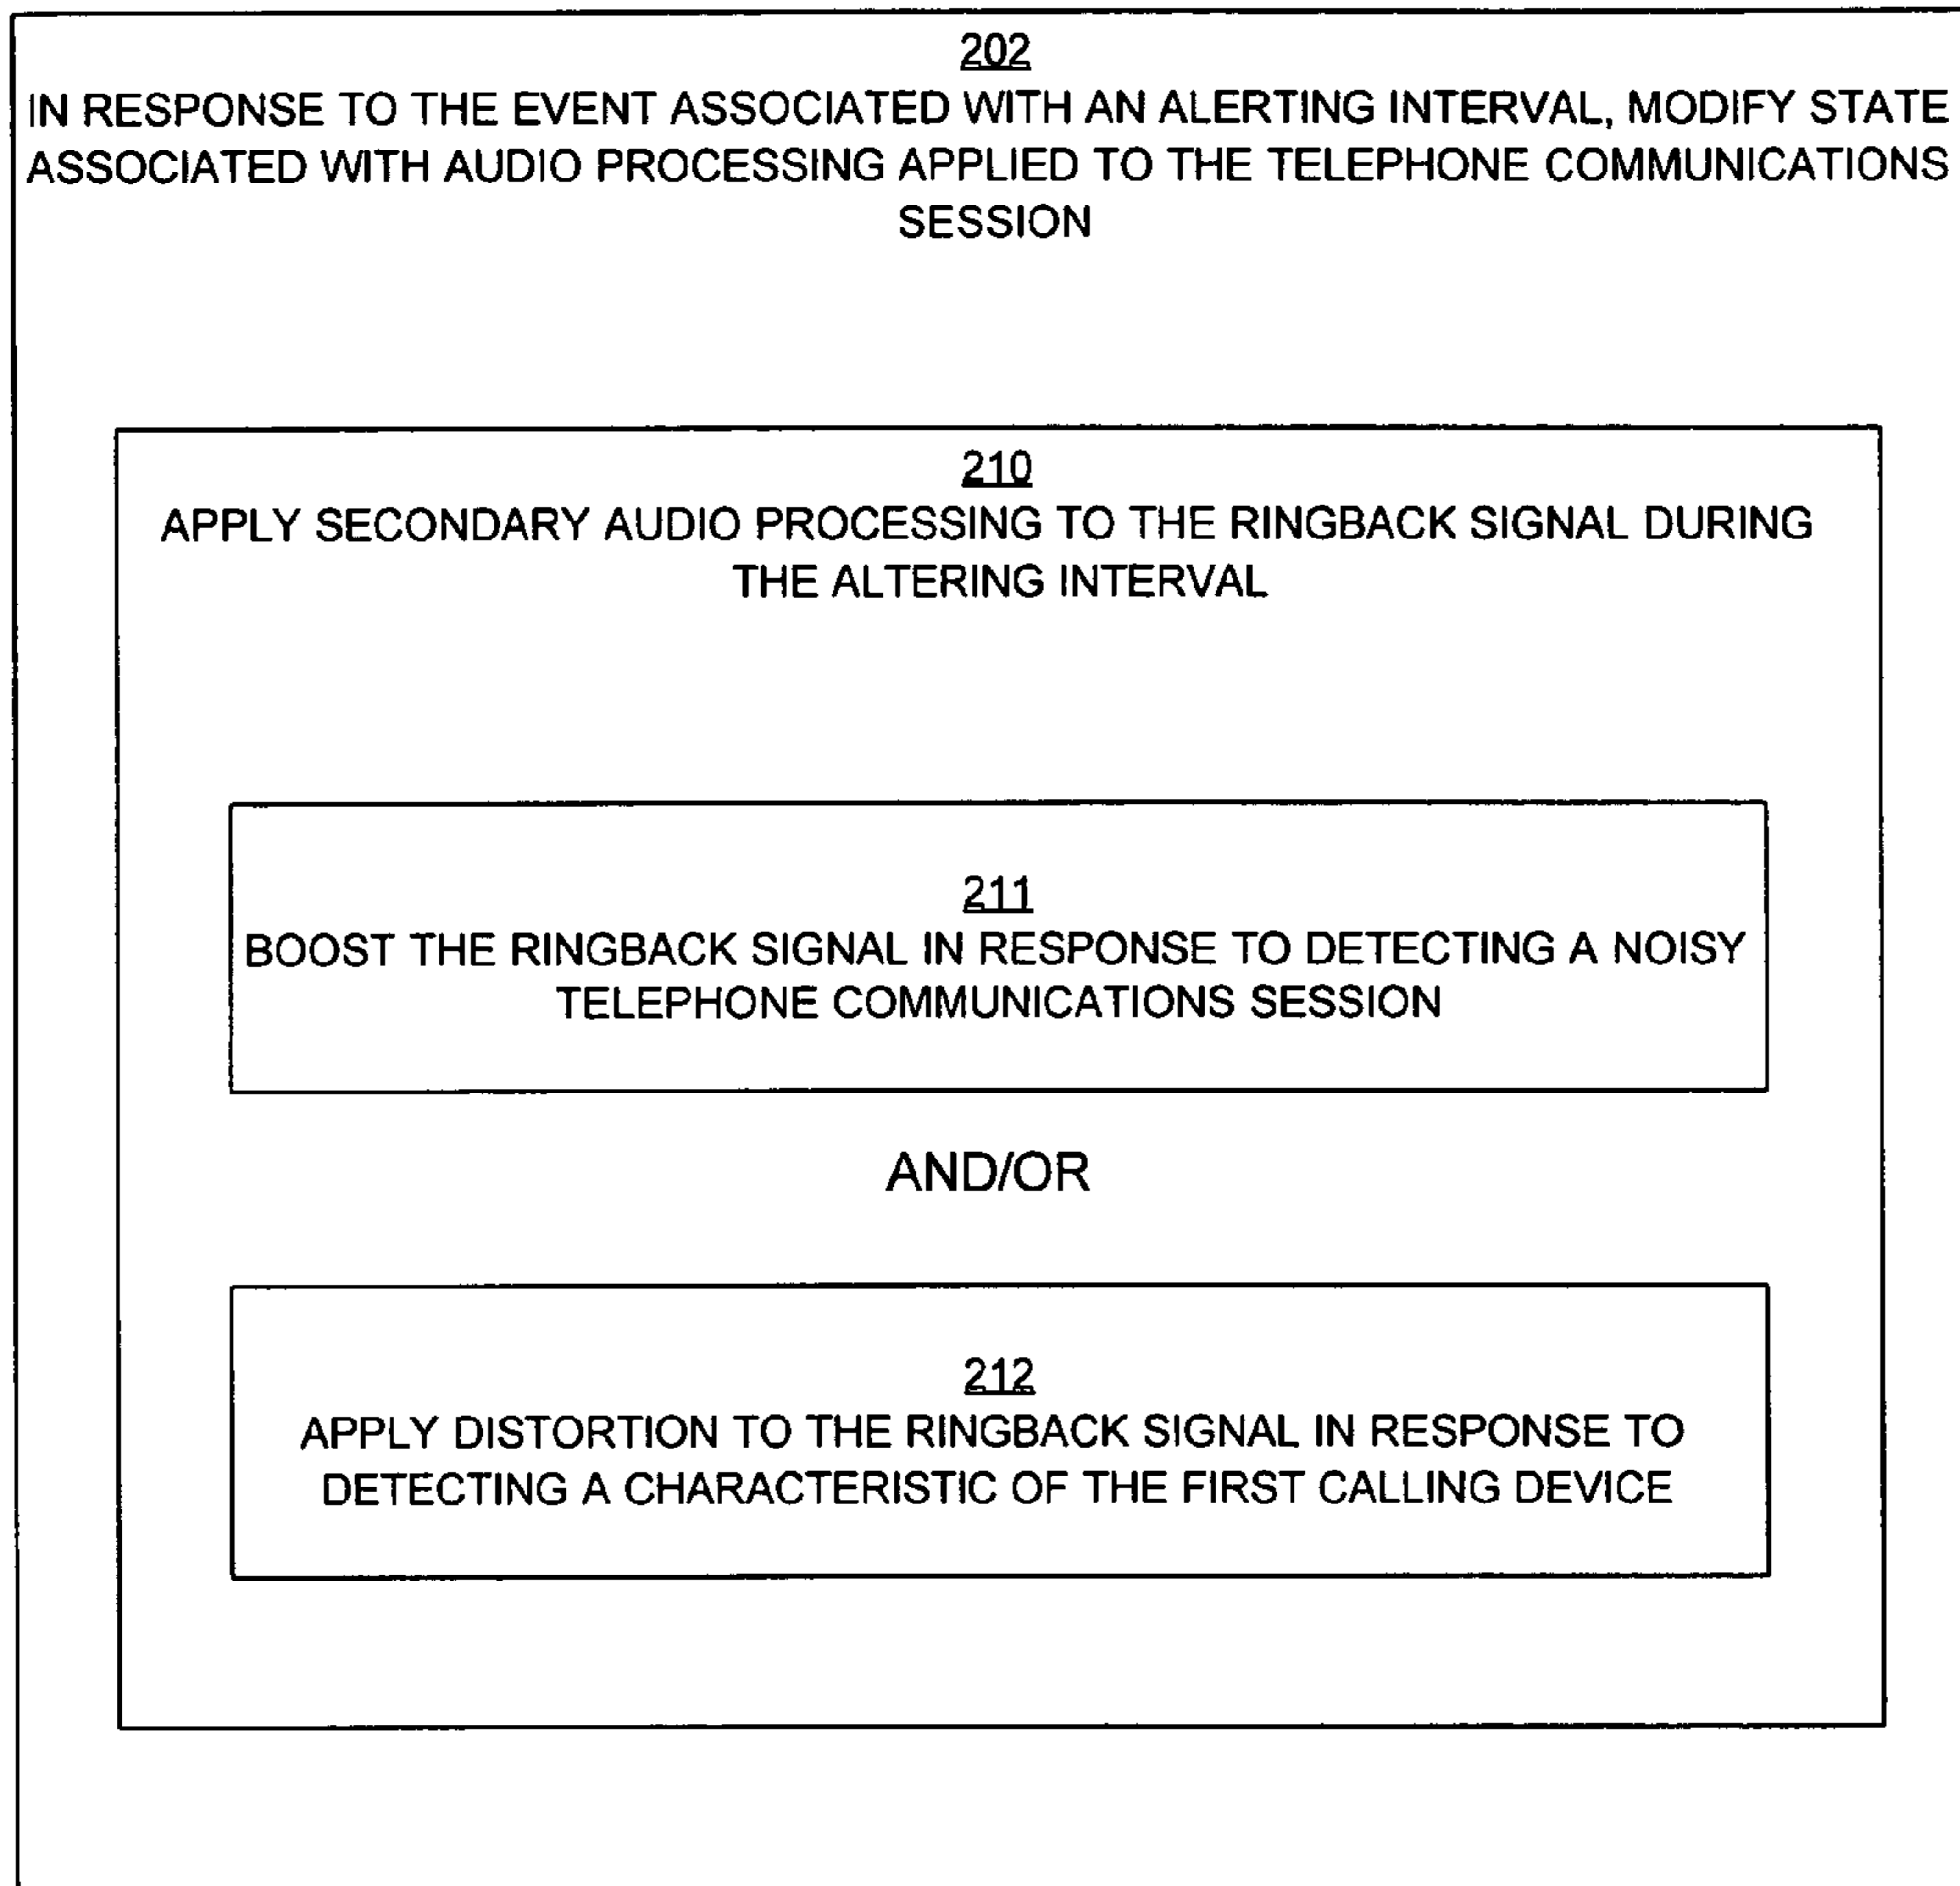 202
IN RESPONSE TO THE EVENT ASSOCIATED WITH AN ALERTING INTERVAL, MODIFY STATE
ASSOCIATED WITH AUDIO PROCESSING APPLIED TO THE TELEPHONE COMMUNICATIONS
SESSION
210
APPLY SECONDARY AUDIO PROCESSING TO THE RINGBACK SIGNAL DURING
THE ALTERING INTERVAL
211
BOOST THE RINGBACK SIGNAL IN RESPONSE TO DETECTING A NOISY
TELEPHONE COMMUNICATIONS SESSION
AND/OR
212
APPLY DISTORTION TO THE RINGBACK SIGNAL IN RESPONSE TO
DETECTING A CHARACTERISTIC OF THE FIRST CALLING DEVICE